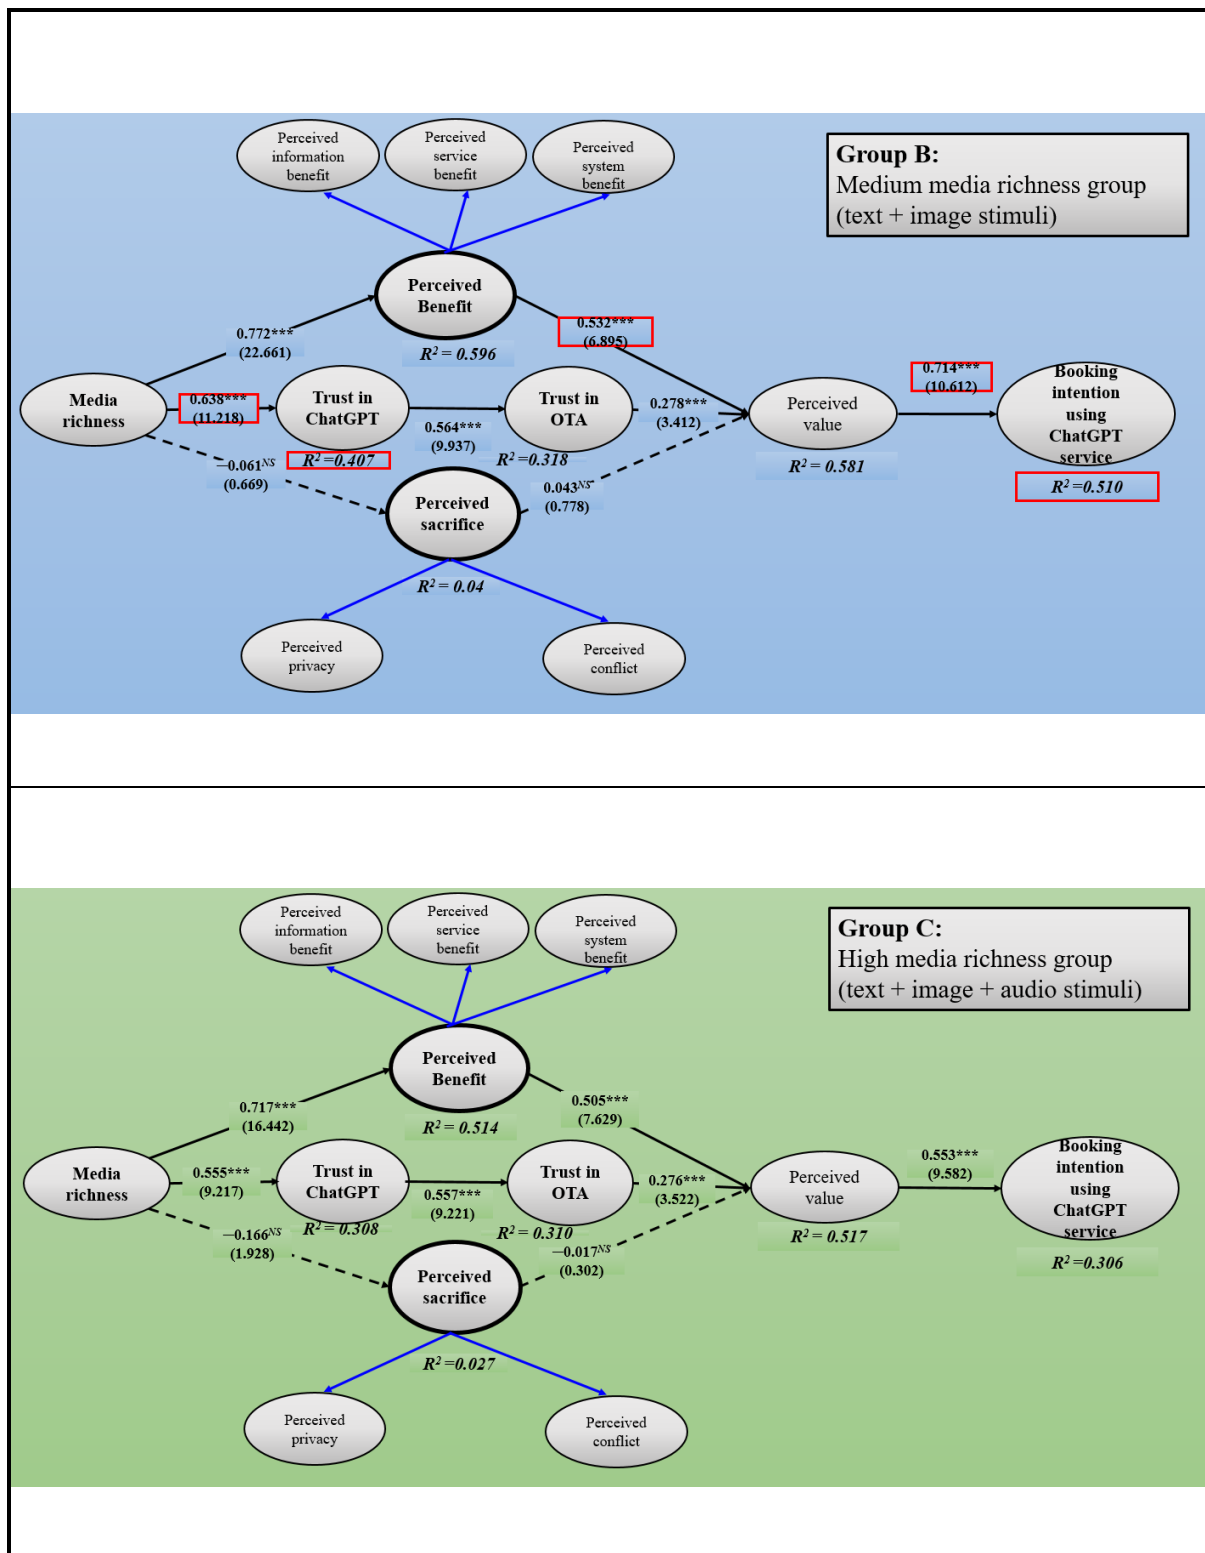 Perceived
information
benefit
Perceived
service
benefit
Perceived
system
benefit
Group B:
Medium media richness group
(text + image stimuli)
Perceived
Benefit
R² = 0.596
0.772***
(22.661)
0.532***
(6.895)
Media
richness
0.638***
(11.218)
Trust in
ChatGPT
R² =0.407
0.564***
(9.937)
Trust in
OTA
R² =0.318
0.278***
(3.412)
Perceived
value
R² = 0.581
0.714***
(10.612)
Booking
intention
using
ChatGPT
service
R² =0.510
—0.061NS
(0.669)
Perceived
sacrifice
R² = 0.04
0.043NS
(0.778)
Perceived
privacy
Perceived
conflict
Perceived
information
benefit
Perceived
service
benefit
Perceived
system
benefit
Group C:
High media richness group
(text + image + audio stimuli)
Perceived
Benefit
R² = 0.514
0.717***
(16.442)
0.505***
(7.629)
Media
richness
0.555***
(9.217)
Trust in
ChatGPT
R² = 0.308
0.557***
(9.221)
Trust in
OTA
R² = 0.310
0.276***
(3.522)
Perceived
value
R² = 0.517
0.553***
(9.582)
Booking
intention
using
ChatGPT
service
R² = 0.306
—0.166NS
(1.928)
Perceived
sacrifice
R² =0.027
—0.017NS
(0.302)
Perceived
privacy
Perceived
conflict